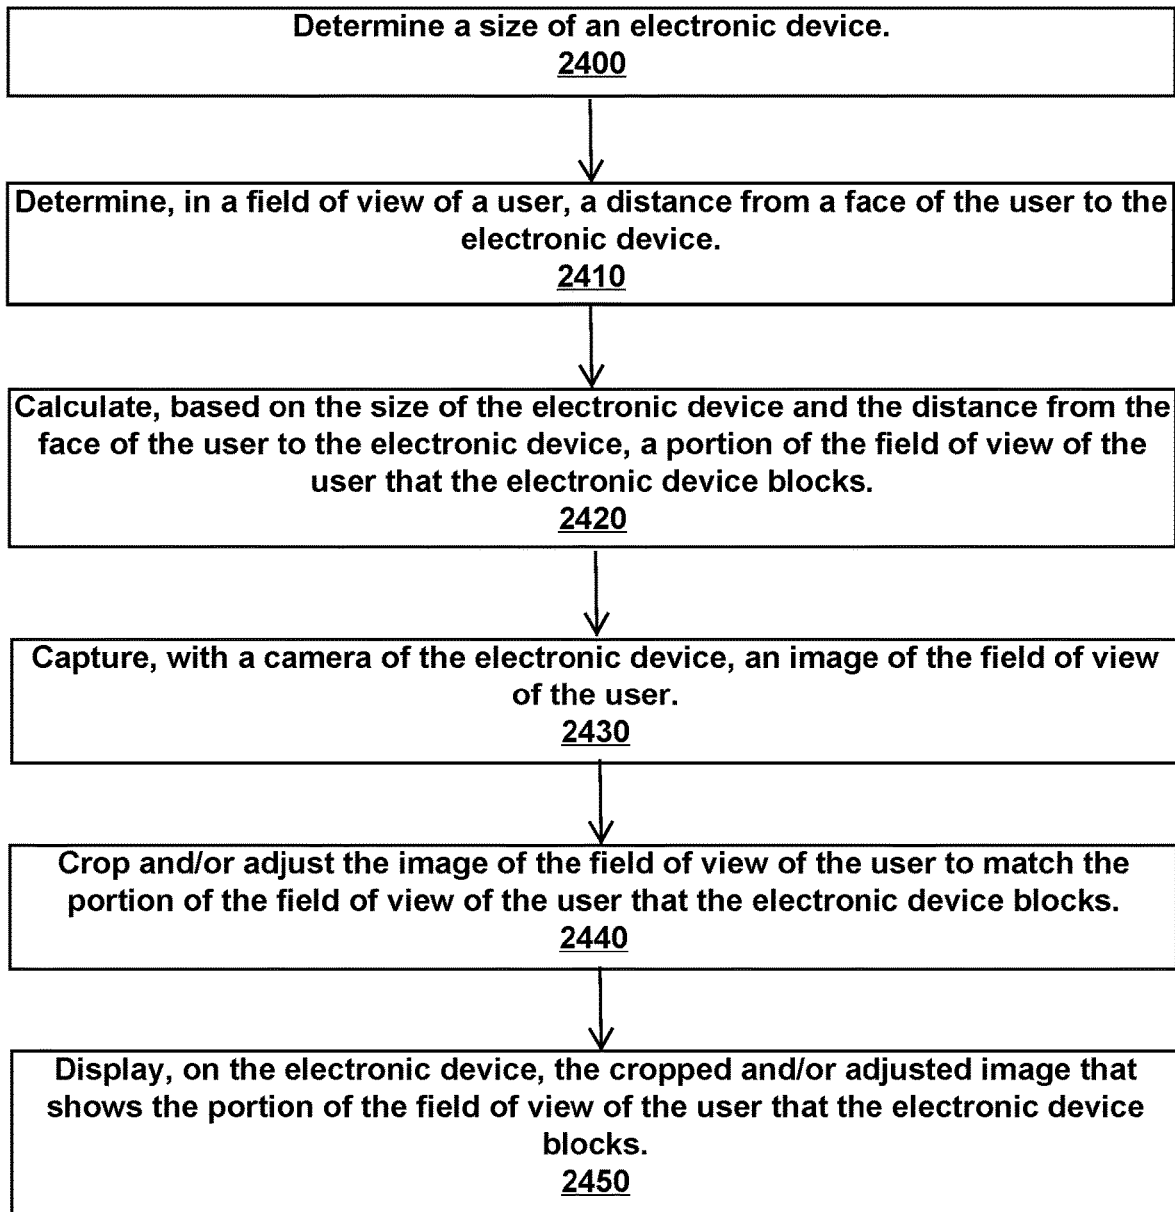 Determine a size of an electronic device.
2400
Determine, in a field of view of a user, a distance from a face of the user to the
electronic device.
2410
Calculate, based on the size of the electronic device and the distance from the
face of the user to the electronic device, a portion of the field of view of the
user that the electronic device blocks.
2420
Capture, with a camera of the electronic device, an image of the field of view
of the user.
2430
Crop and/or adjust the image of the field of view of the user to match the
portion of the field of view of the user that the electronic device blocks.
2440
Display, on the electronic device, the cropped and/or adjusted image that
shows the portion of the field of view of the user that the electronic device
blocks.
2450